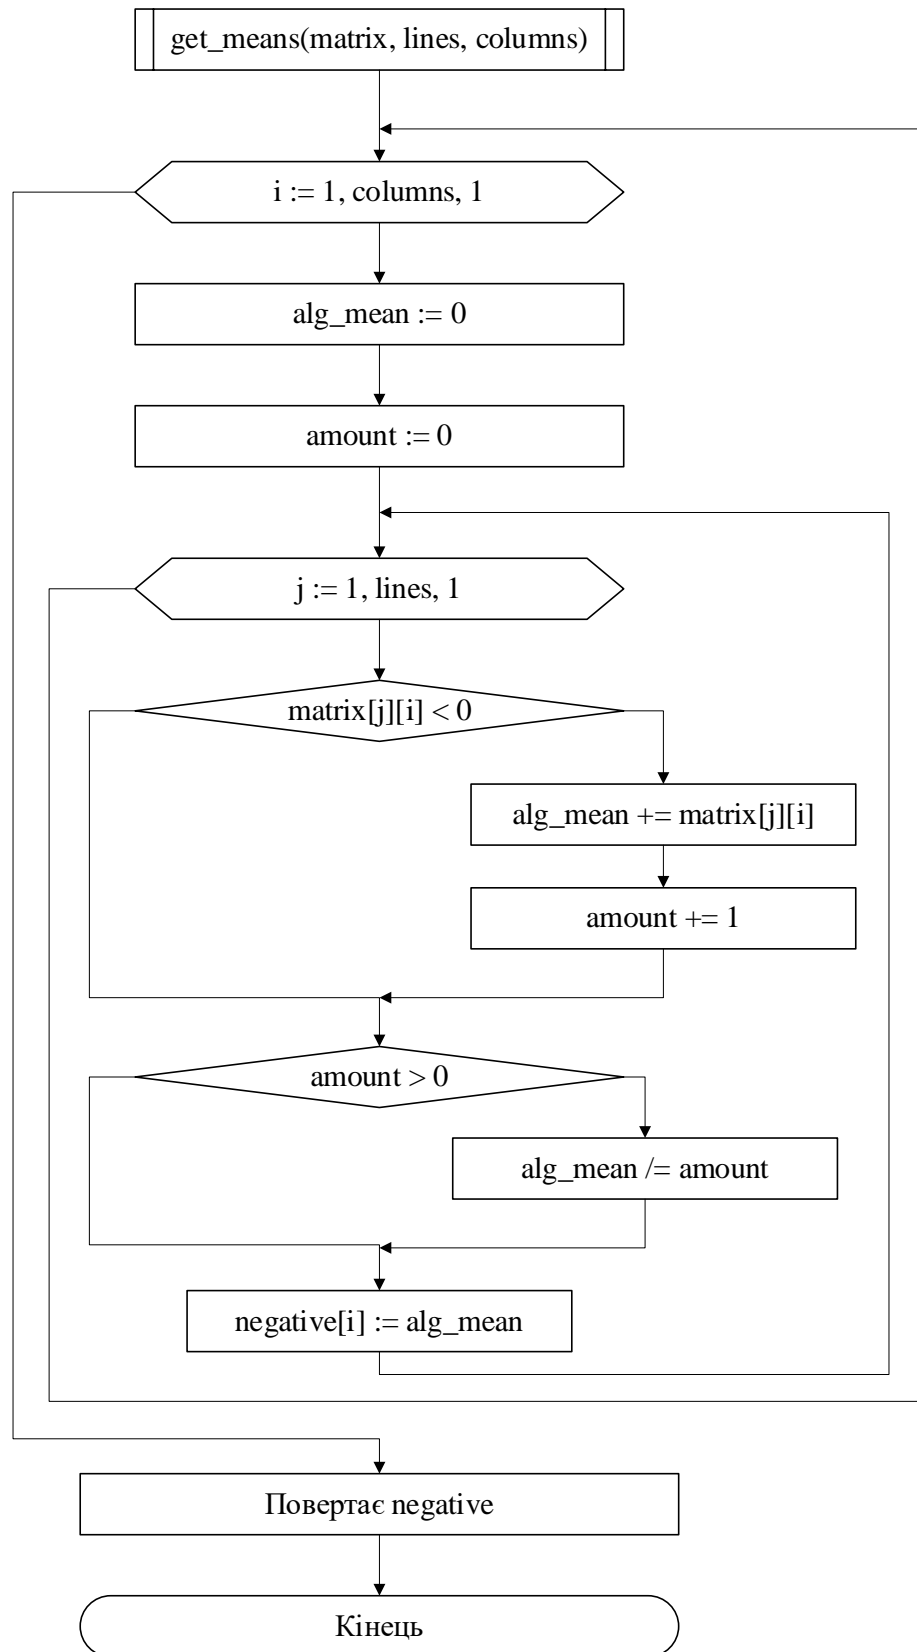 get_means(matrix, lines, columns)
i := 1, columns, 1
alg_mean := 0
amount := 0
j := 1, lines, 1
matrix[j][i] < 0
alg_mean += matrix[j][i]
amount += 1
amount > 0
alg_mean /= amount
negative[i] := alg_mean
Повертає negative
Кінець